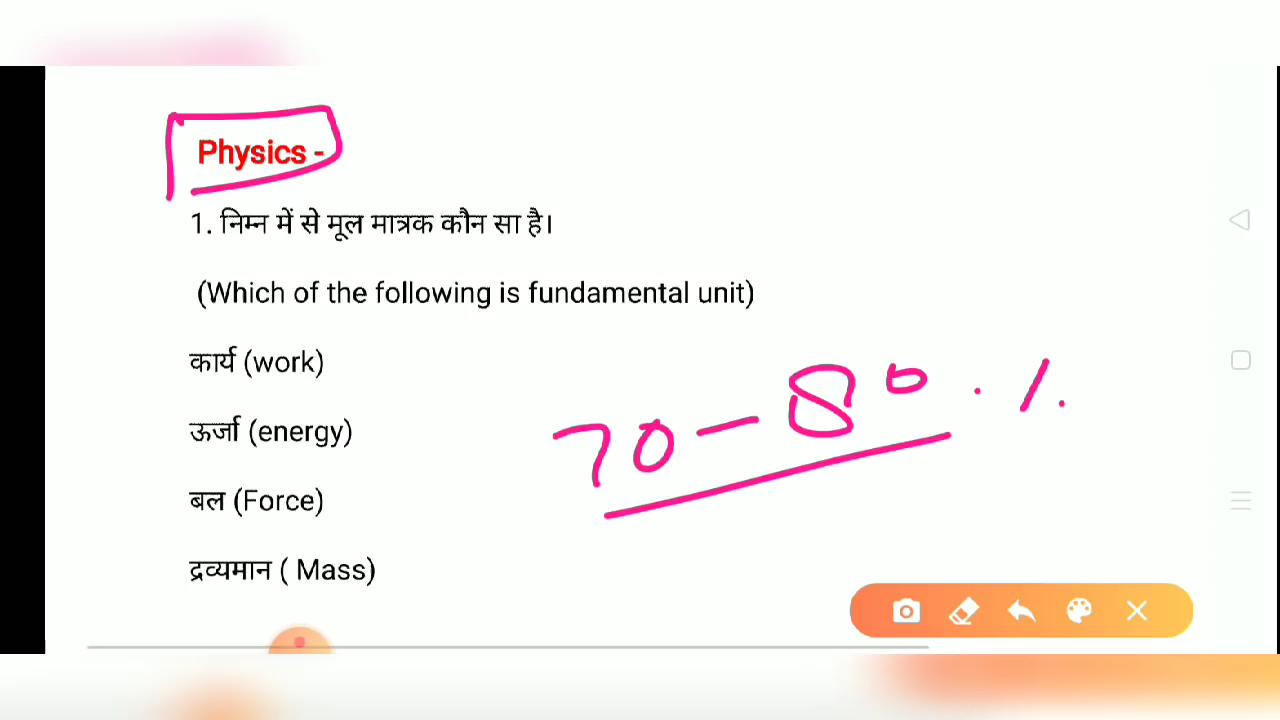 Physics -
1. निम्न में से मूल मात्रक कौन सा है।
(Which of the following is fundamental unit)
कार्य (work)
ऊर्जा (energy)
70-80.%
बल (Force)
द्रव्यमान ( Mass)